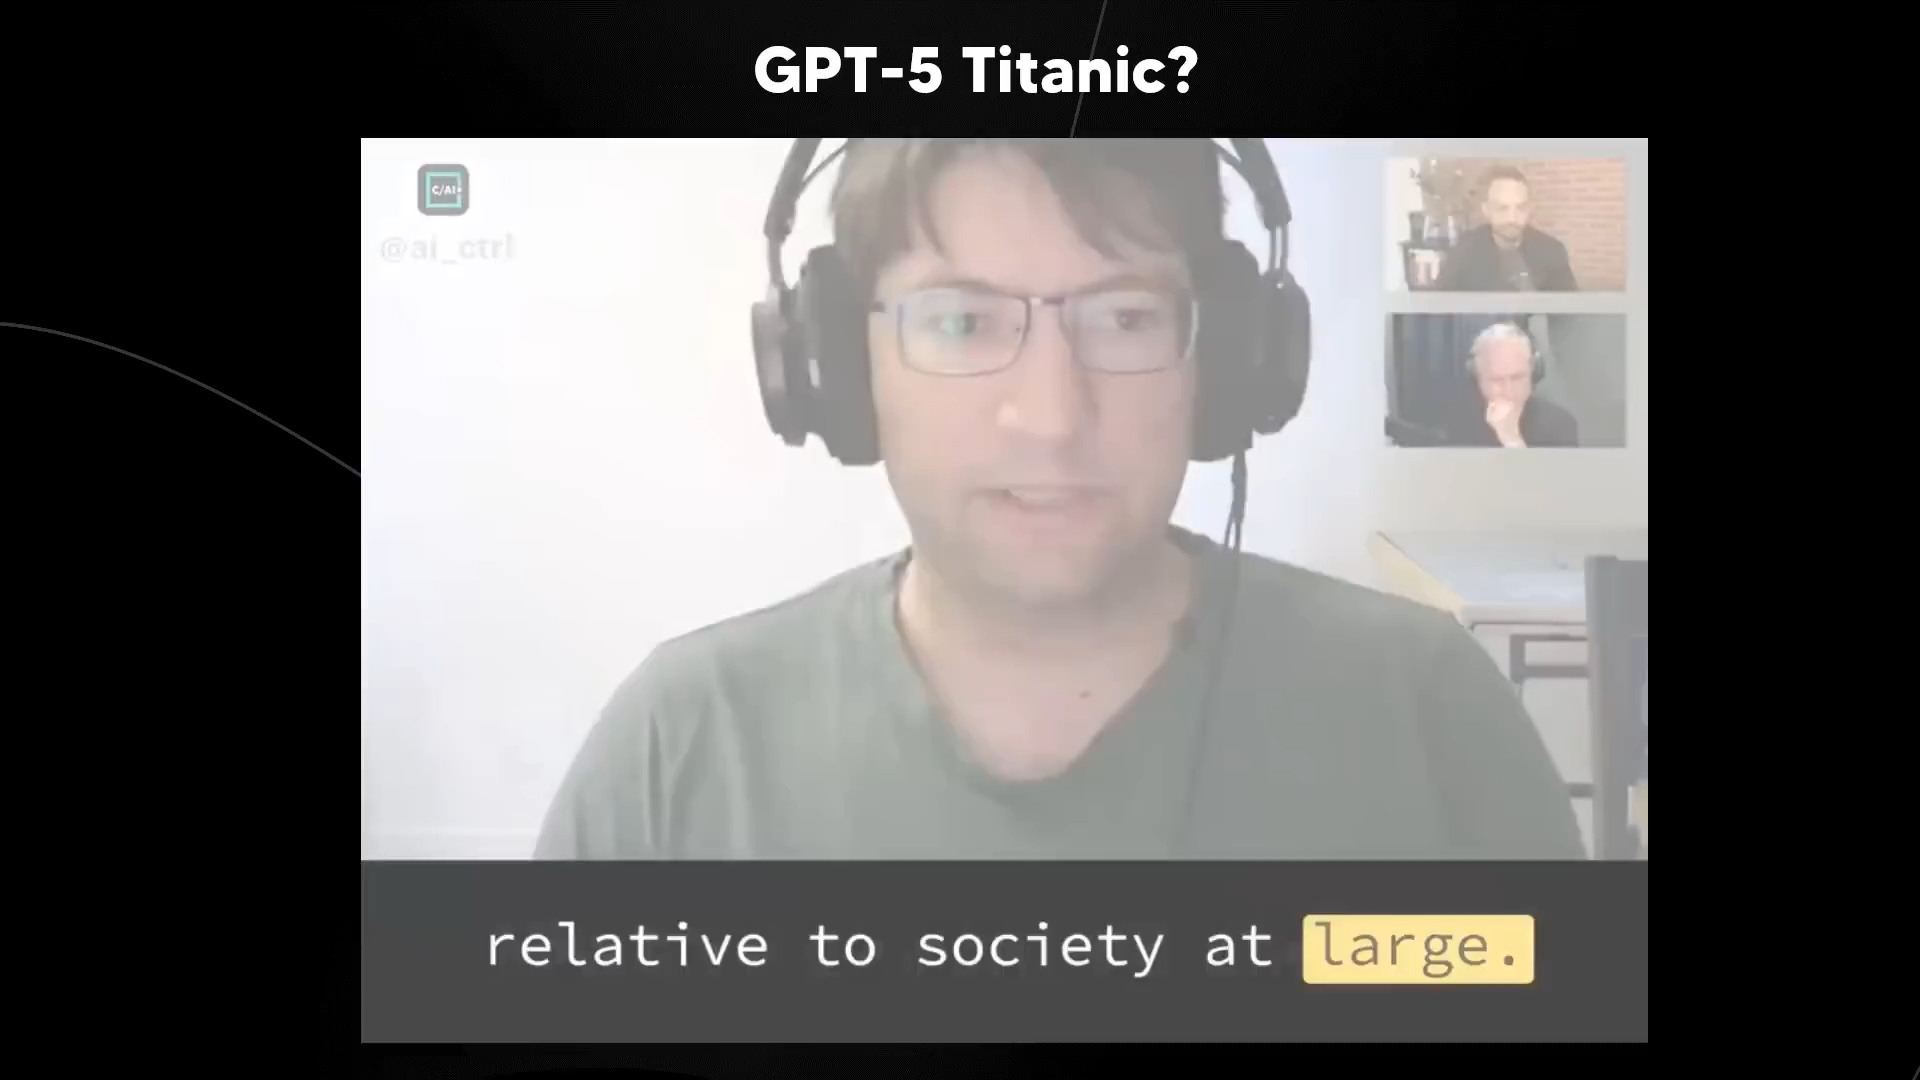 GPT-5 Titanic?
C/AI
@ai_ctrl
relative to society at large.